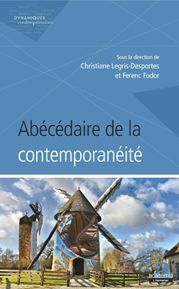 DYNAMIQUES
Sous la direction de
Christiane Legris-Desportes
et Ferenc Fodor
Abécédaire de la
contemporanéité
academia